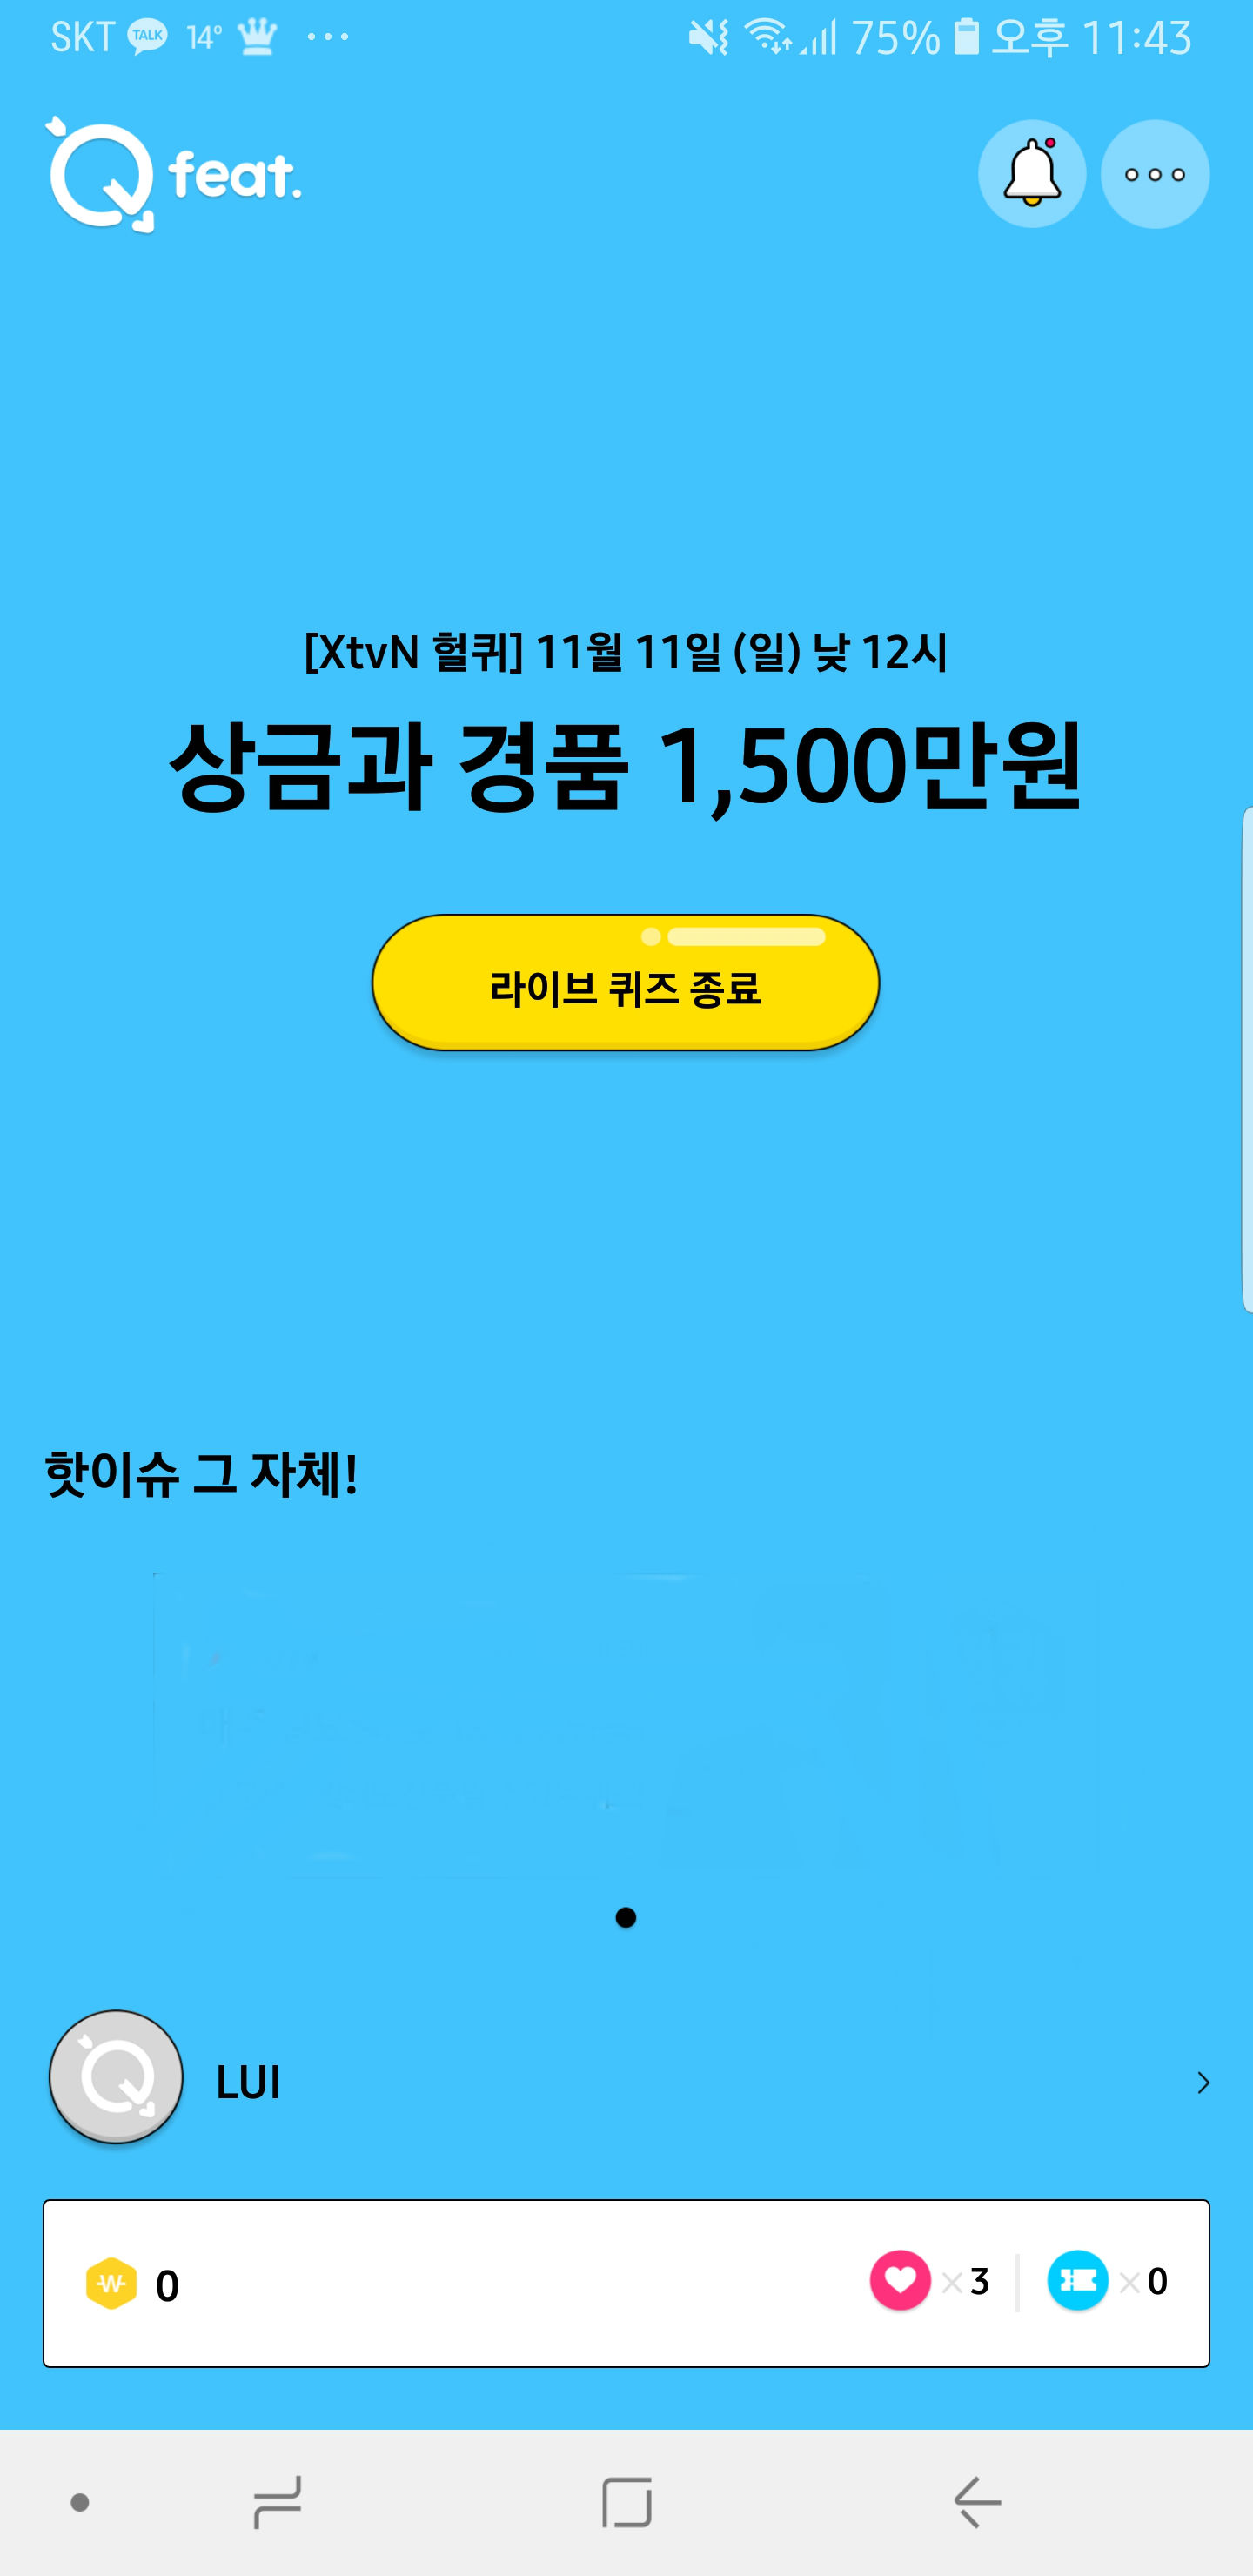 SKT TALK 14° 75% 오후 11:43
feat.
[XtvN 헐퀴] 11월 11일 (일) 낮 12시
상금과 경품 1,500만원
라이브 퀴즈 종료
핫이슈 그 자체!
LUI
₩ 0 ×3 ×0